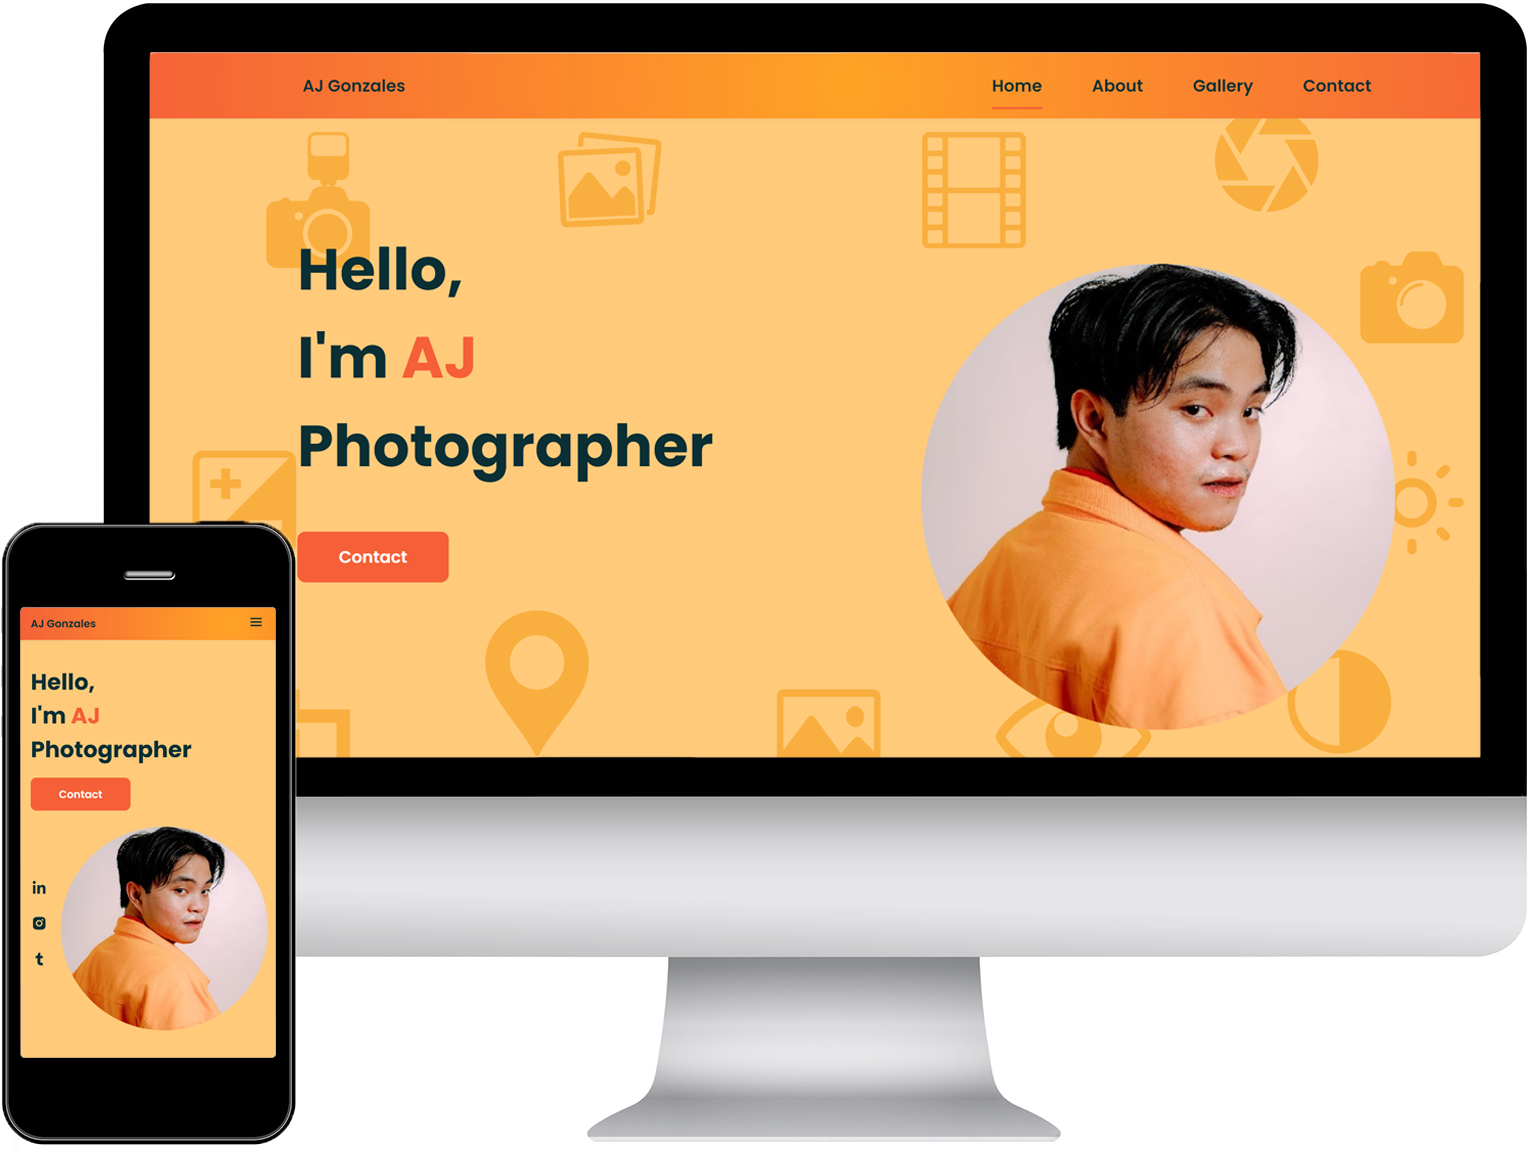 AJ Gonzales
Home About Gallery Contact
Hello,
I'm AJ
Photographer
Contact
AJ Gonzales
Hello,
I'm AJ
Photographer
Contact
in
t